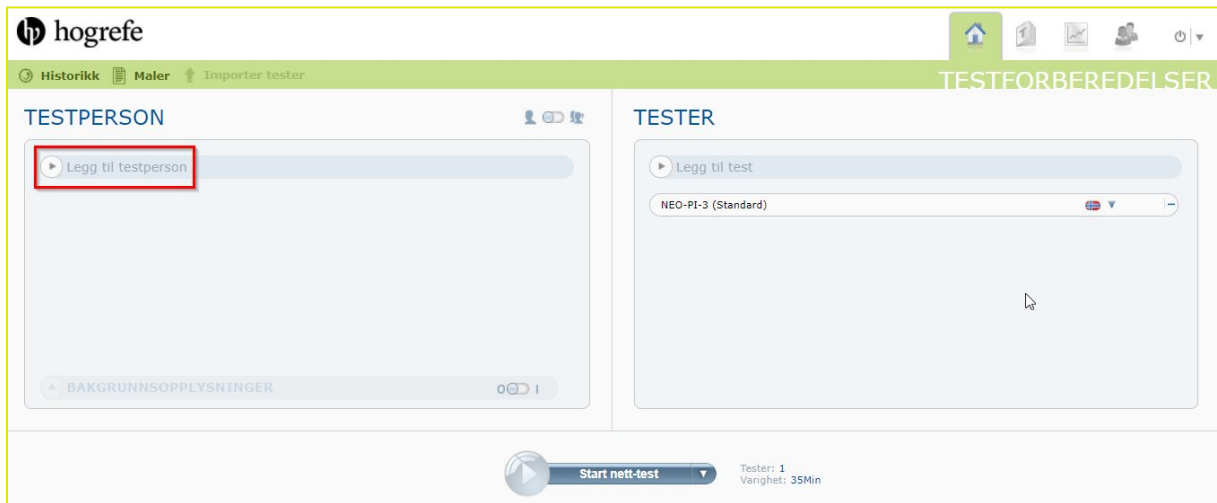 hogrefe
Historikk Maler Importer tester
TESTFORBEREDELSER
TESTPERSON
Legg til testperson
BAKGRUNNSOPPLYSNINGER
0 I
TESTER
Legg til test
NEO-PI-3 (Standard)
Start nett-test
Tester: 1
Varighet: 35Min